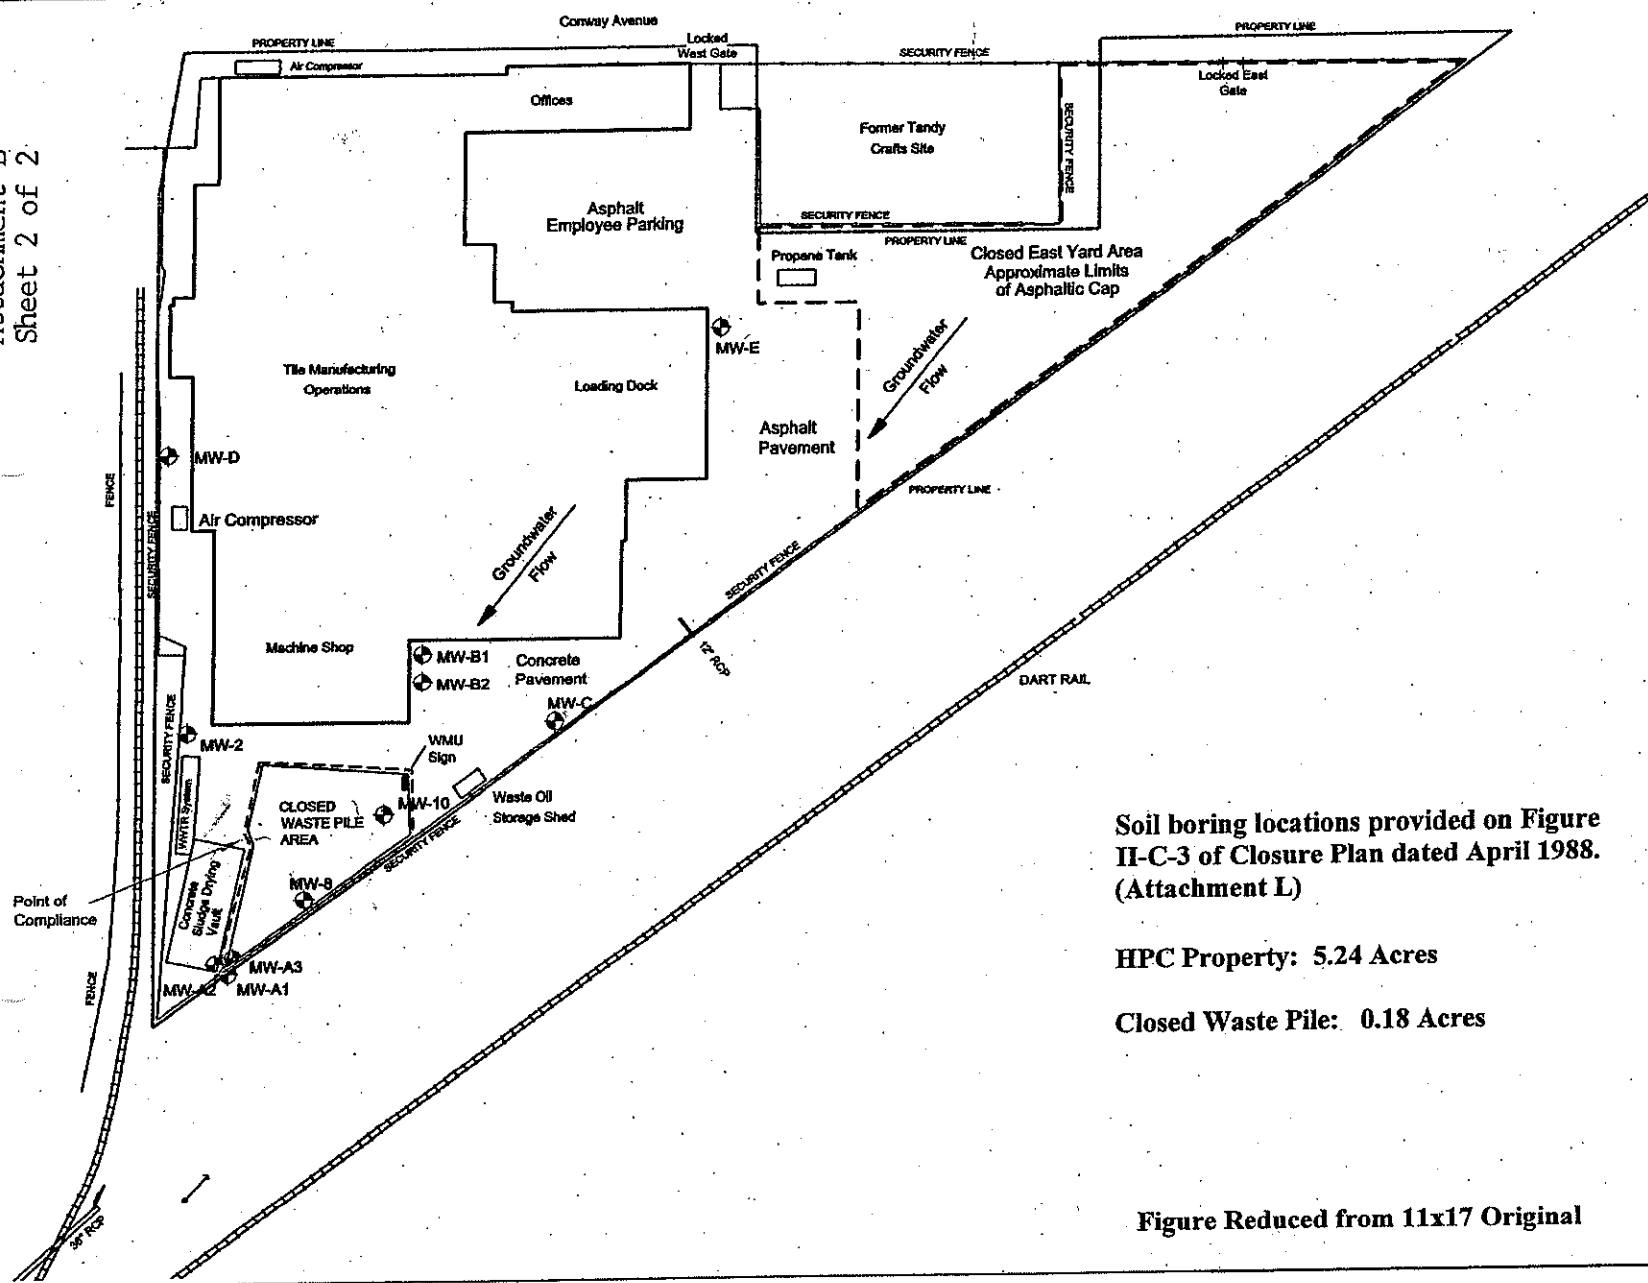 Sheet 2 of 2
Conway Avenue
PROPERTY LINE
Air Compressor
Locked
West Gate
SECURITY FENCE
PROPERTY LINE
Locked East
Gate
Offices
Former Tandy
Crafts Site
SECURITY FENCE
Asphalt
Employee Parking
SECURITY FENCE
PROPERTY LINE
Propane Tank
Closed East Yard Area
Approximate Limits
of Asphaltic Cap
MW-E
Groundwater
Flow
Tile Manufacturing
Operations
Loading Dock
Asphalt
Pavement
MW-D
FENCE
PROPERTY LINE
Air Compressor
SECURITY FENCE
Groundwater
Flow
SECURITY FENCE
Machine Shop
MW-B1
MW-B2
Concrete
Pavement
12" RCP
DART RAIL
MW-C
SECURITY FENCE
MW-2
WMU
Sign
WWTR System
CLOSED
WASTE PILE
AREA
MW-10
Waste Oil
Storage Shed
SECURITY FENCE
Point of
Compliance
Concrete
Sludge Drying
Vault
MW-8
MW-A3
MW-A2
MW-A1
FENCE
36" RCP
Soil boring locations provided on Figure
II-C-3 of Closure Plan dated April 1988.
(Attachment L)
HPC Property: 5.24 Acres
Closed Waste Pile: 0.18 Acres
Figure Reduced from 11x17 Original